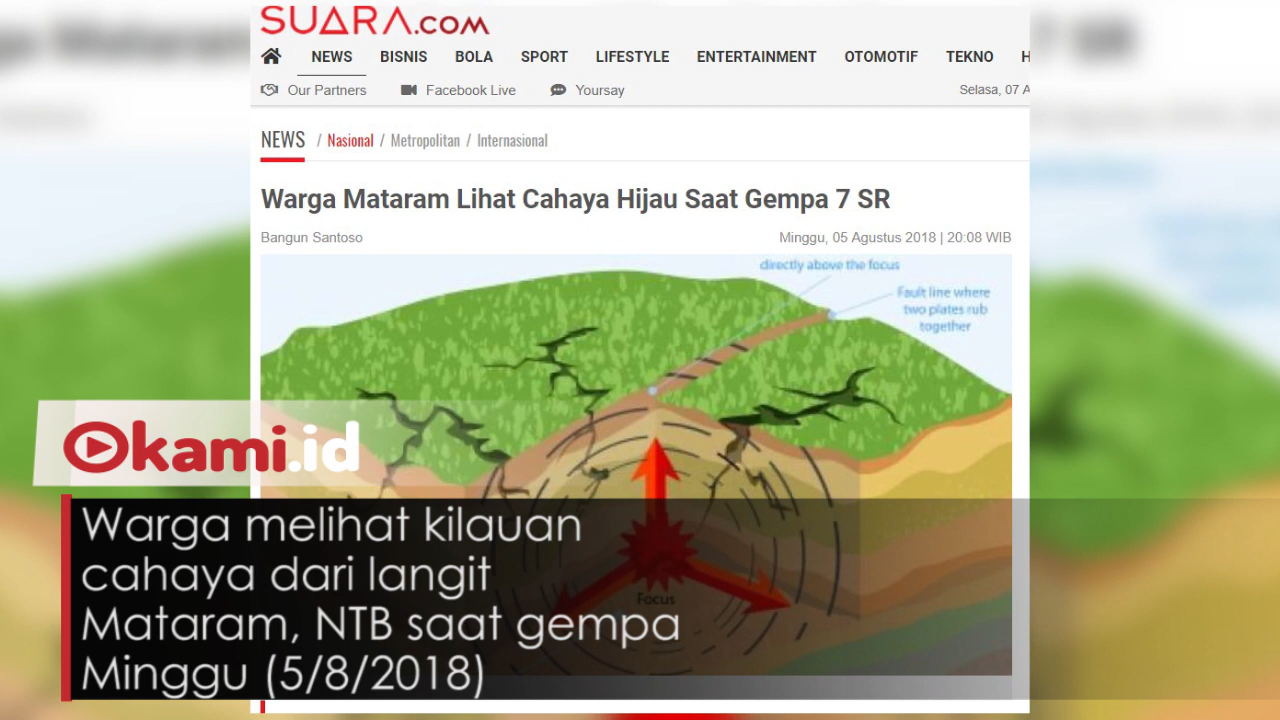 SUARA.COM
NEWS BISNIS BOLA SPORT LIFESTYLE ENTERTAINMENT OTOMOTIF TEKNO H
Our Partners Facebook Live Yoursay Selasa, 07 A
NEWS / Nasional / Metropolitan / Internasional
Warga Mataram Lihat Cahaya Hijau Saat Gempa 7 SR
Bangun Santoso Minggu, 05 Agustus 2018 | 20:08 WIB
directly above the focus
Fault line where
two plates rub
together
Focus
Okami.id
Warga melihat kilauan
cahaya dari langit
Mataram, NTB saat gempa
Minggu (5/8/2018)